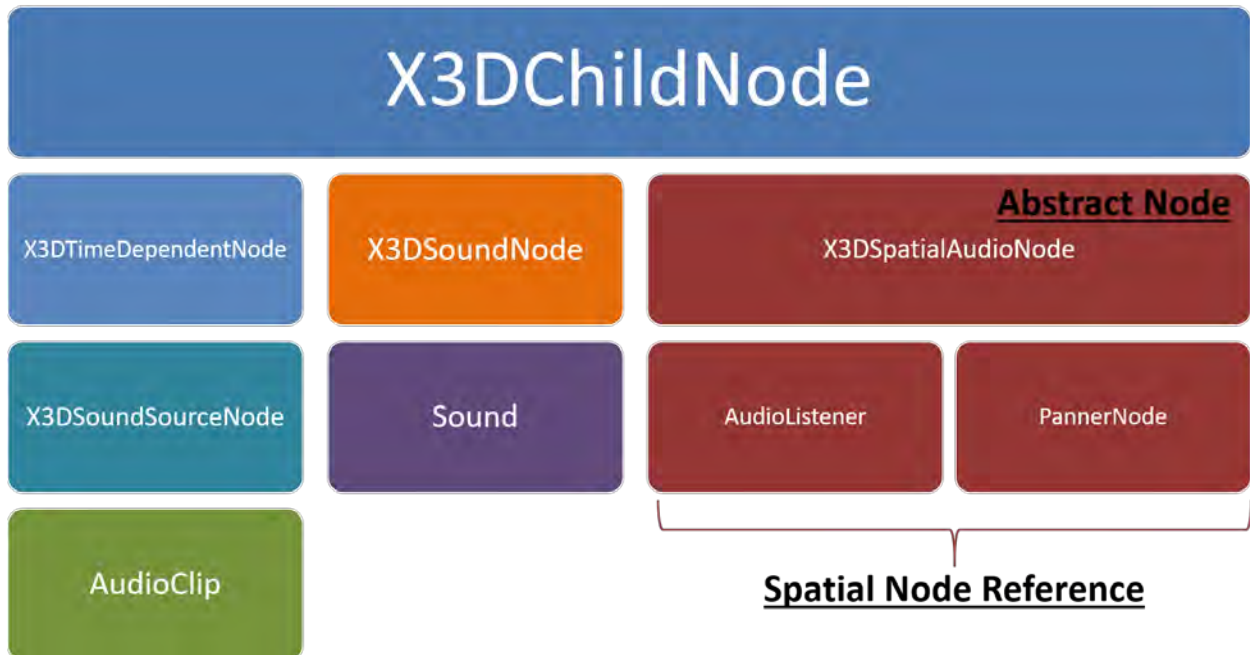 X3DChildNode
Abstract Node
X3DTimeDependentNode
X3DSoundNode
X3DSpatialAudioNode
X3DSoundSourceNode
Sound
AudioListener
PannerNode
AudioClip
Spatial Node Reference